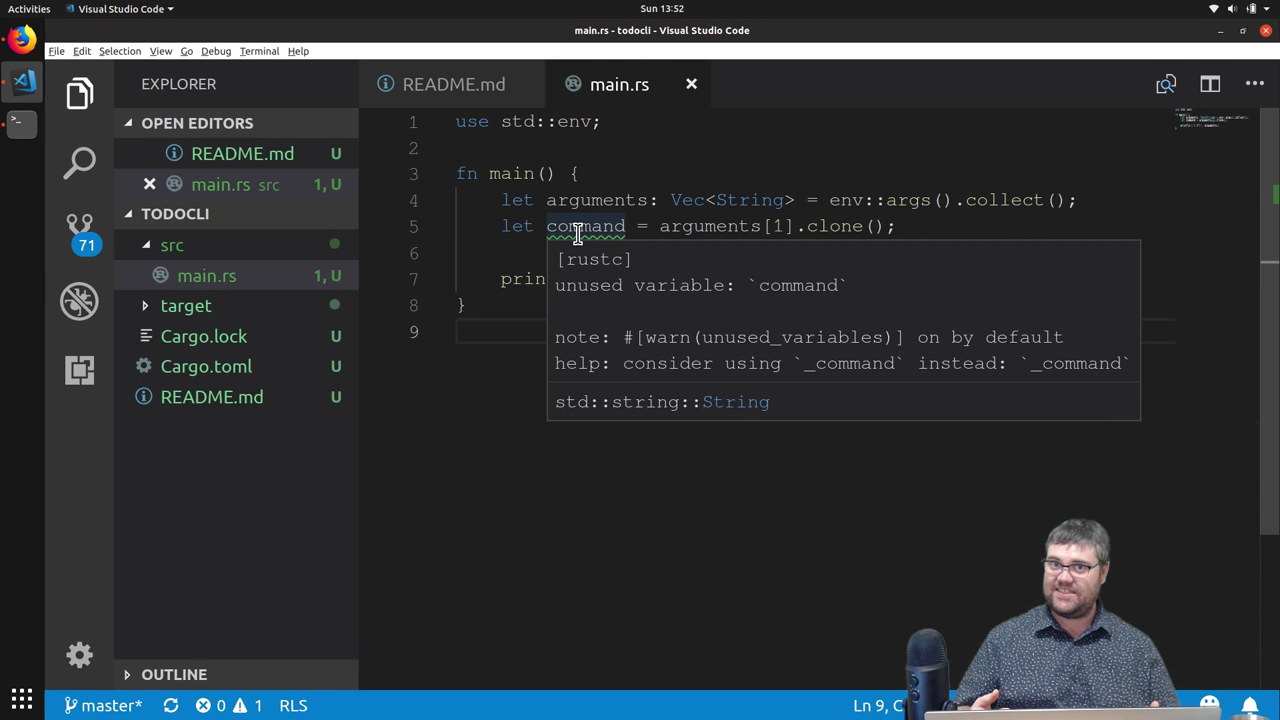 Activities
Visual Studio Code
Sun 13:52
main.rs - todocli - Visual Studio Code
File Edit Selection View Go Debug Terminal Help
EXPLORER
OPEN EDITORS
README.md U
main.rs src 1, U
TODOCLI
src
main.rs 1, U
target
Cargo.lock U
Cargo.toml U
README.md U
OUTLINE
71
README.md
main.rs
1 use std::env;
2
3 fn main() {
4 let arguments: Vec<String> = env::args().collect();
5 let command = arguments[1].clone();
6
7 prin
8 }
9
[rustc]
unused variable: `command`
note: #[warn(unused_variables)] on by default
help: consider using `_command` instead: `_command`
std::string::String
master* 0 1 RLS
Ln 9, C